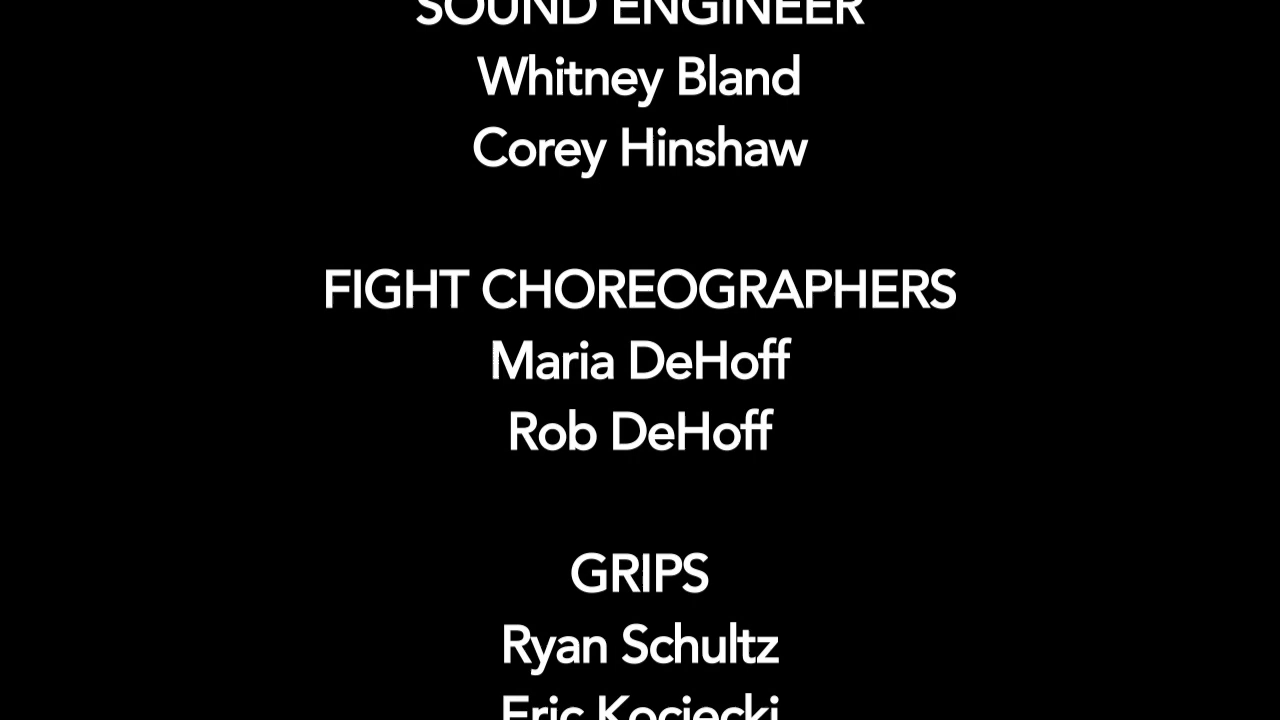 SOUND ENGINEER
Whitney Bland
Corey Hinshaw
FIGHT CHOREOGRAPHERS
Maria DeHoff
Rob DeHoff
GRIPS
Ryan Schultz
Eric Kociecki